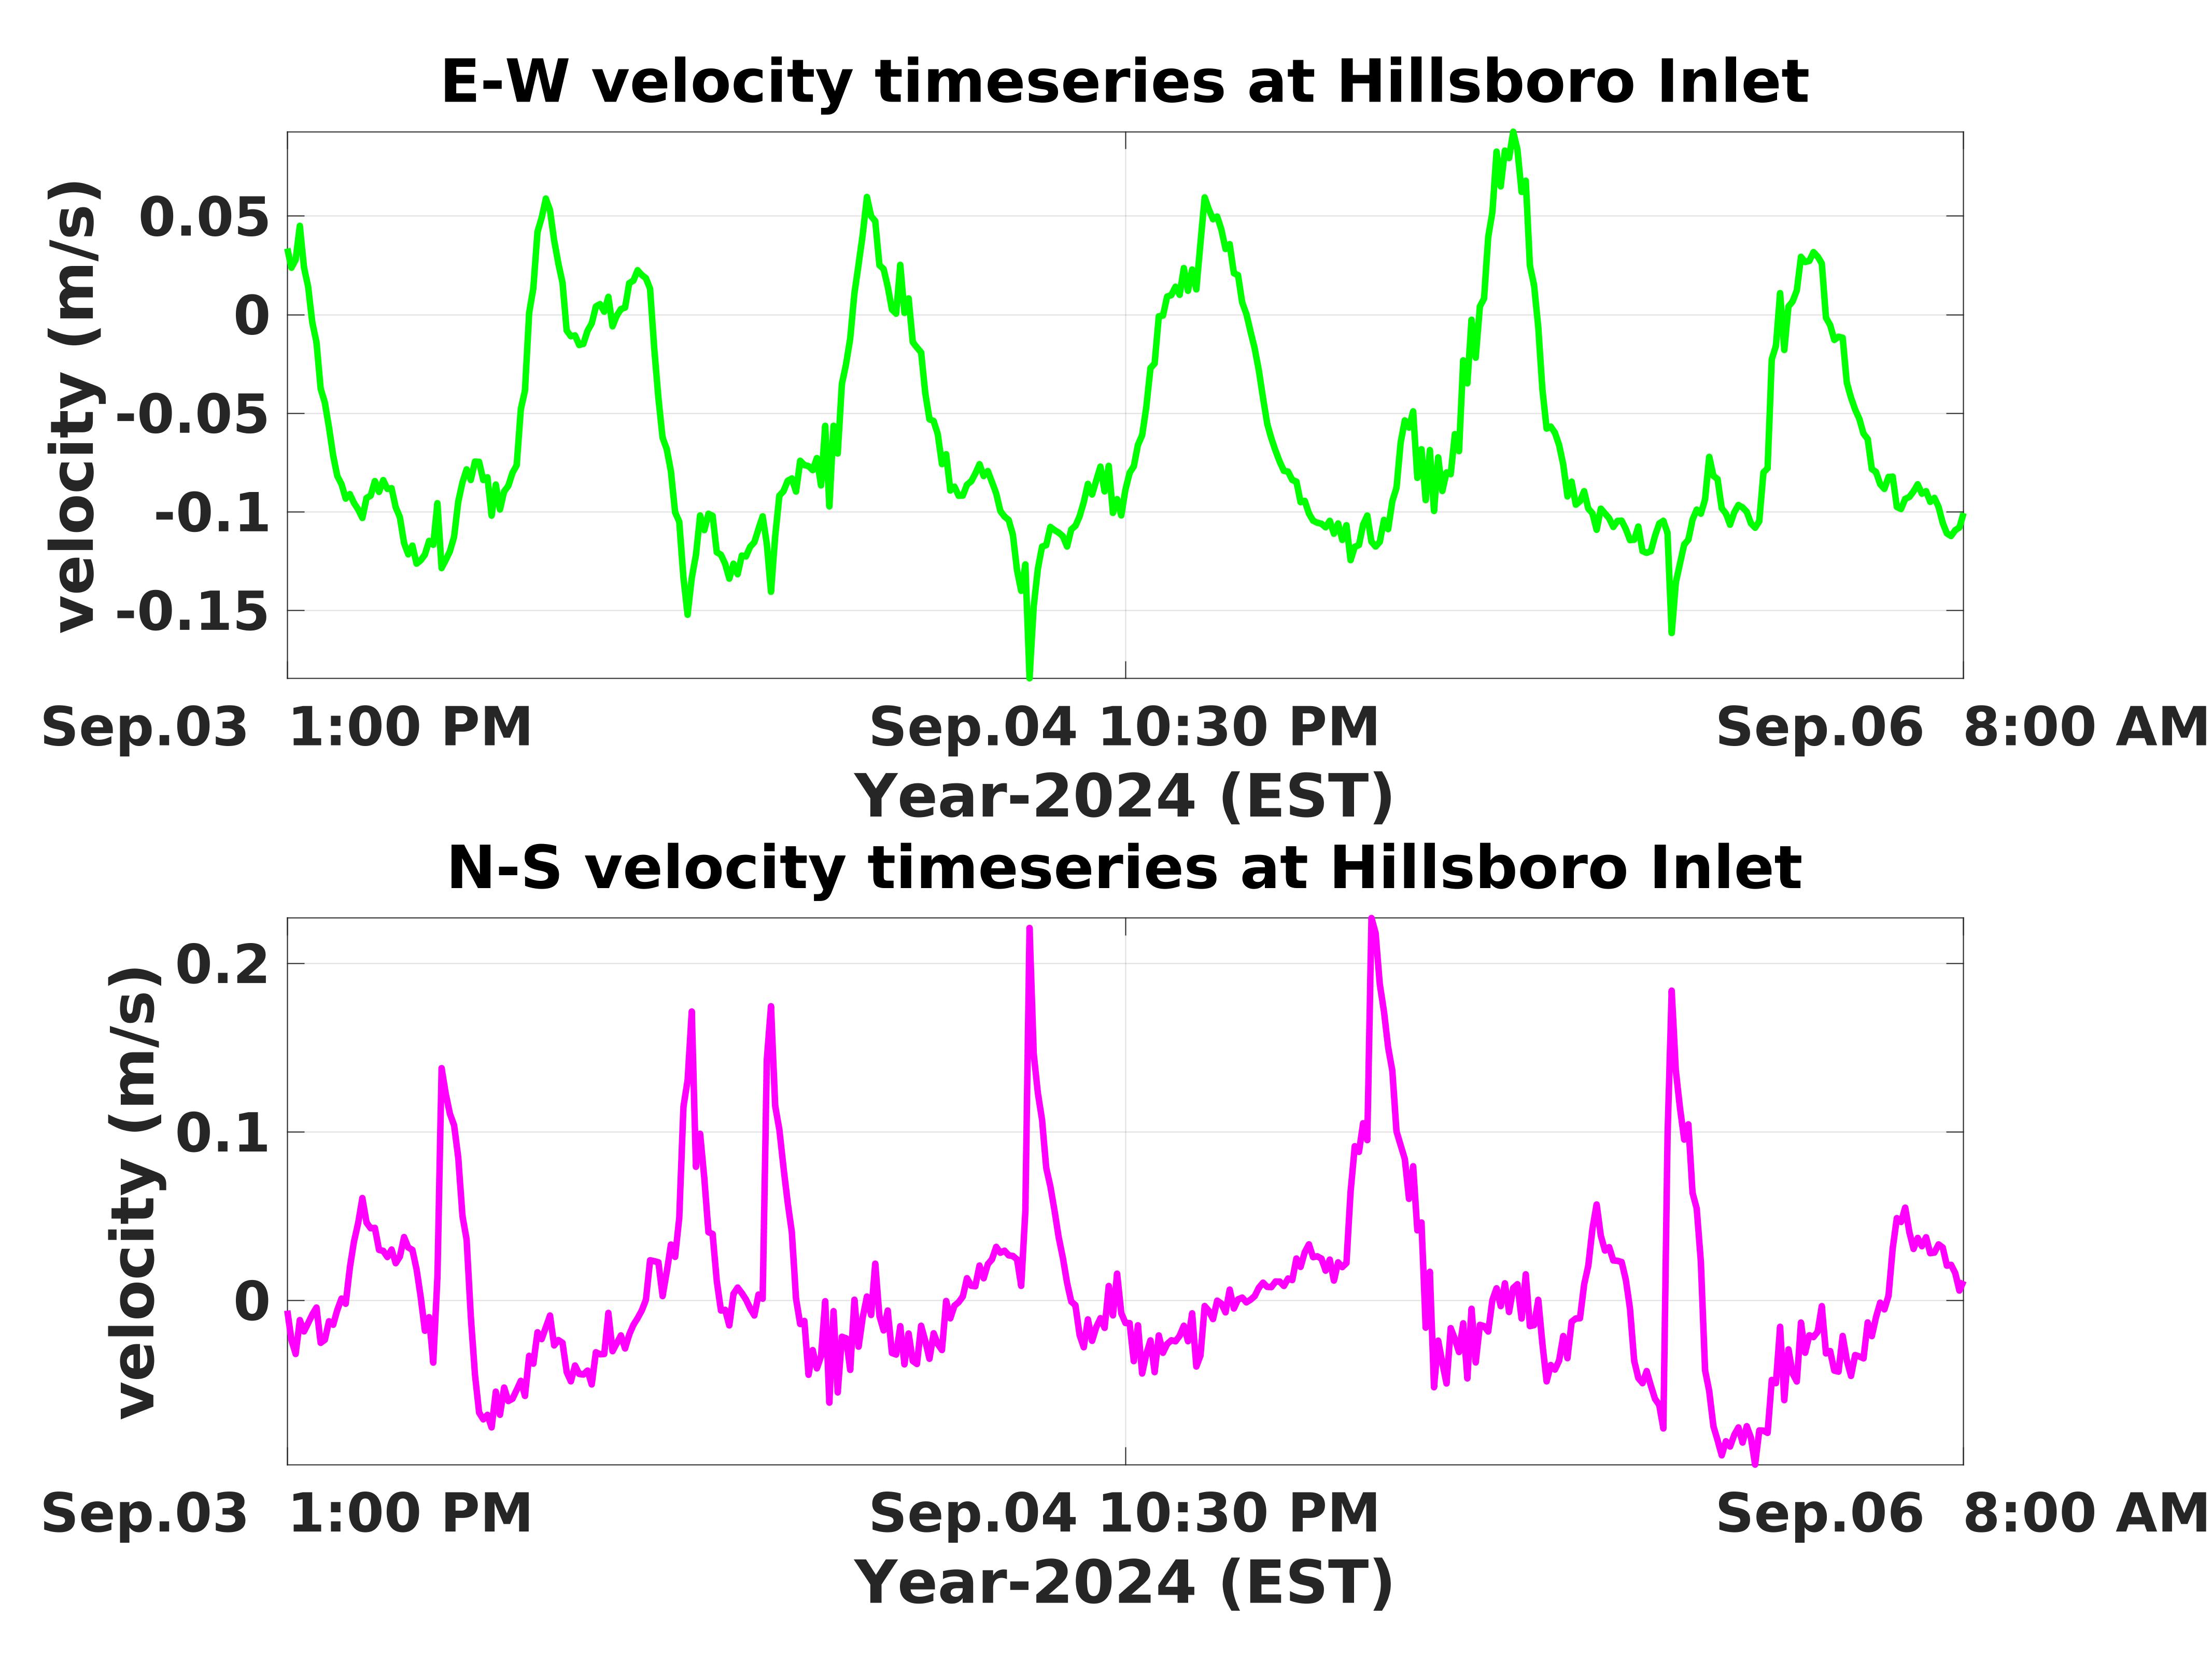 E-W velocity timeseries at Hillsboro Inlet
velocity (m/s)
0.05
0
-0.05
-0.1
-0.15
Sep.03 1:00 PM
Sep.04 10:30 PM
Sep.06 8:00 AM
Year-2024 (EST)
N-S velocity timeseries at Hillsboro Inlet
velocity (m/s)
0.2
0.1
0
Sep.03 1:00 PM
Sep.04 10:30 PM
Sep.06 8:00 AM
Year-2024 (EST)